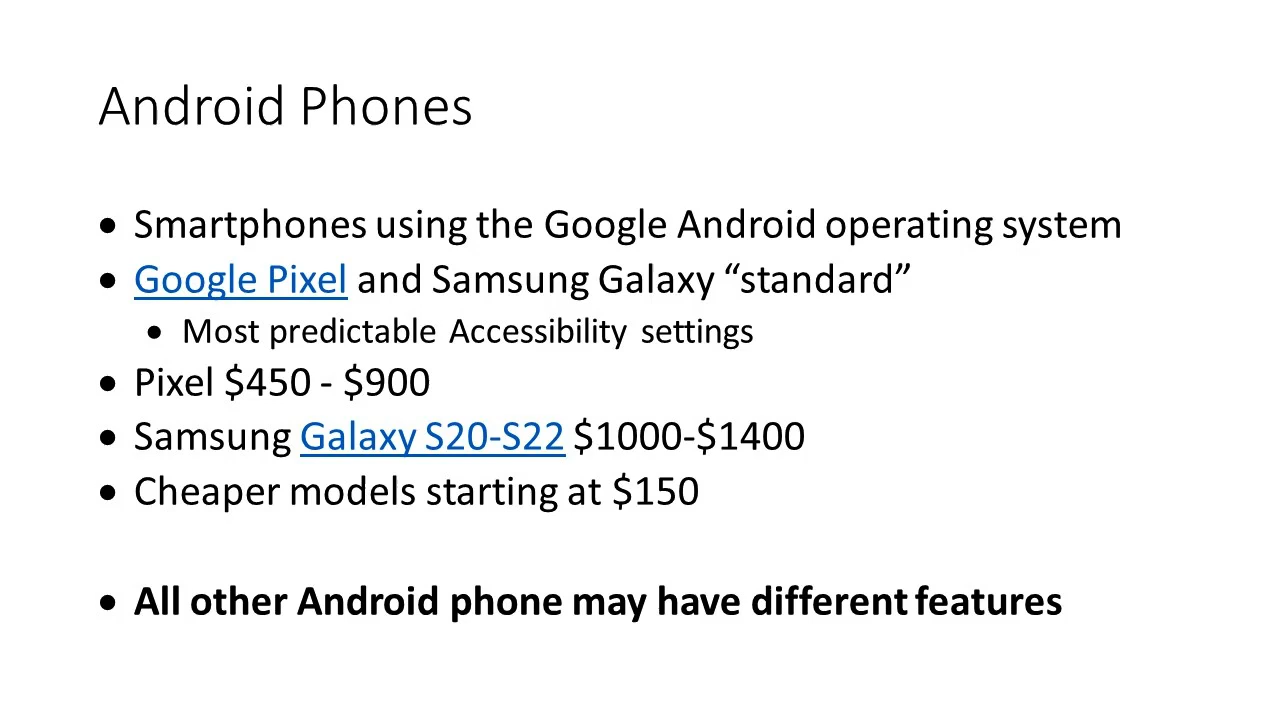 Android Phones
• Smartphones using the Google Android operating system
• Google Pixel and Samsung Galaxy “standard”
• Most predictable Accessibility settings
• Pixel $450 - $900
• Samsung Galaxy S20-S22 $1000-$1400
• Cheaper models starting at $150
• All other Android phone may have different features